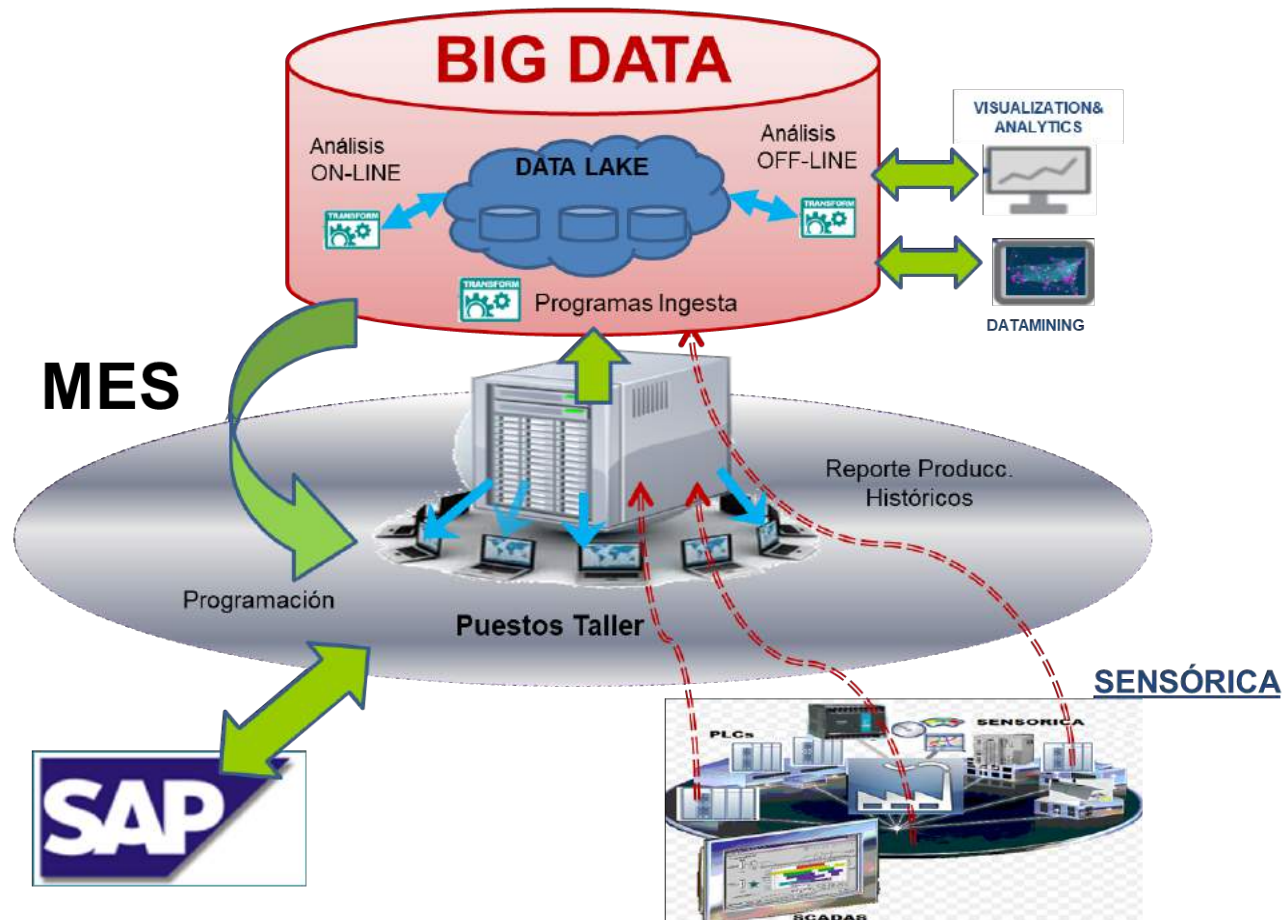 BIG DATA
Análisis
ON-LINE
DATA LAKE
Análisis
OFF-LINE
TRANSFORM
TRANSFORM
TRANSFORM
Programas Ingesta
VISUALIZATION&
ANALYTICS
DATAMINING
MES
Reporte Producc.
Históricos
Programación
Puestos Taller
SENSÓRICA
SAP
PLCs
SENSORICA
SCADAS